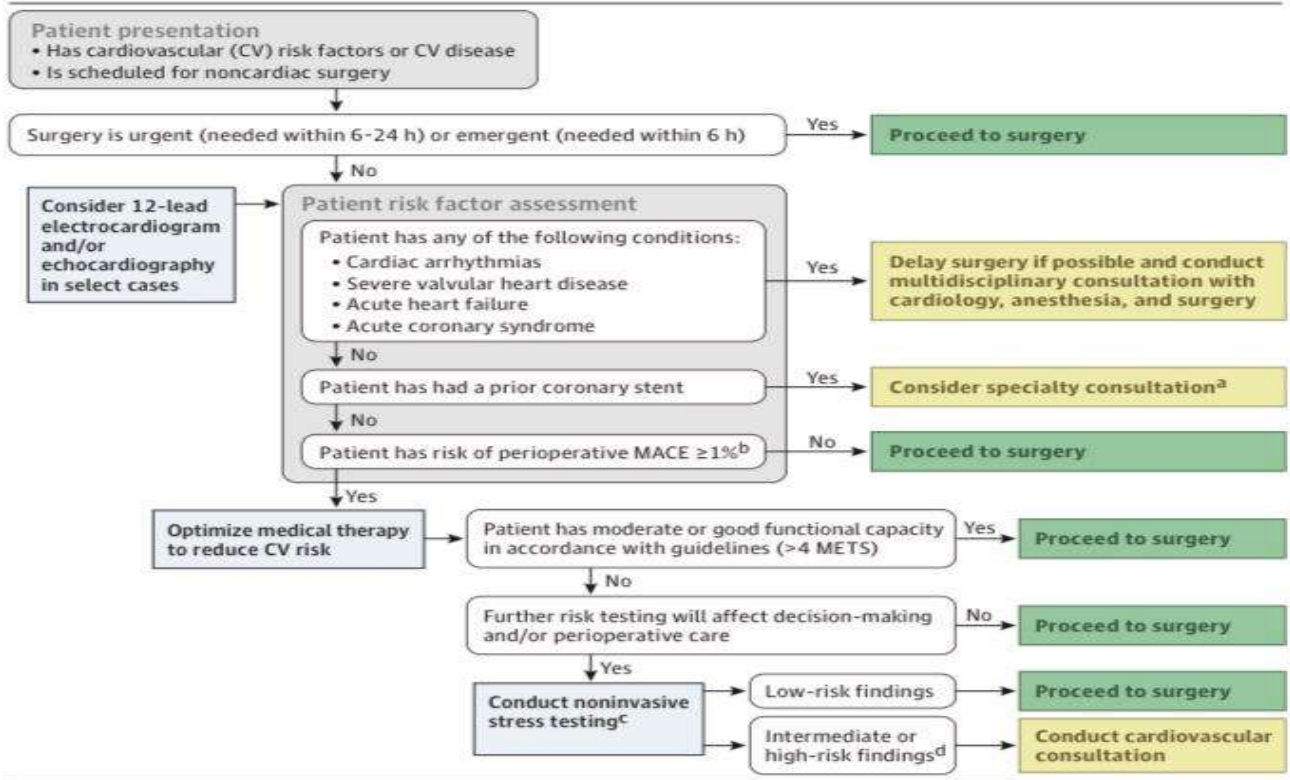 Patient presentation
• Has cardiovascular (CV) risk factors or CV disease
• Is scheduled for noncardiac surgery
Surgery is urgent (needed within 6-24 h) or emergent (needed within 6 h)
Yes
Proceed to surgery
No
Consider 12-lead
electrocardiogram
and/or
echocardiography
in select cases
Patient risk factor assessment
Patient has any of the following conditions:
• Cardiac arrhythmias
• Severe valvular heart disease
• Acute heart failure
• Acute coronary syndrome
Yes
Delay surgery if possible and conduct
multidisciplinary consultation with
cardiology, anesthesia, and surgery
No
Patient has had a prior coronary stent
Yes
Consider specialty consultationᵃ
No
Patient has risk of perioperative MACE ≥1%ᵇ
No
Proceed to surgery
Yes
Optimize medical therapy
to reduce CV risk
Patient has moderate or good functional capacity
in accordance with guidelines (>4 METS)
Yes
Proceed to surgery
No
Further risk testing will affect decision-making
and/or perioperative care
No
Proceed to surgery
Yes
Conduct noninvasive
stress testingᶜ
Low-risk findings
Proceed to surgery
Intermediate or
high-risk findingsᵈ
Conduct cardiovascular
consultation